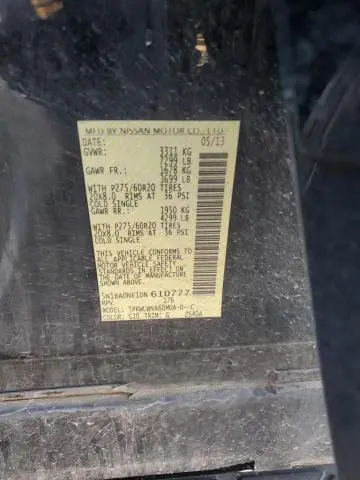 MFD BY NISSAN MOTOR CO., LTD.
DATE: 05/13
GVWR: 3311 KG
7299 LB
GAWR FR.: 1678 KG
3699 LB
WITH P275/60R20 TIRES
20X8.0 RIMS AT 36 PSI
COLD SINGLE
GAWR RR.: 1950 KG
4299 LB
WITH P275/60R20 TIRES
20X8.0 RIMS AT 36 PSI
COLD SINGLE
THIS VEHICLE CONFORMS TO
ALL APPLICABLE FEDERAL
MOTOR VEHICLE SAFETY
STANDARDS IN EFFECT ON THE
DATE OF MANUFACTURE SHOWN
ABOVE.
5N1BA0NE1DN 610777
MPV 276
MODEL:
COLOR: G10 TRIM: G 2540A